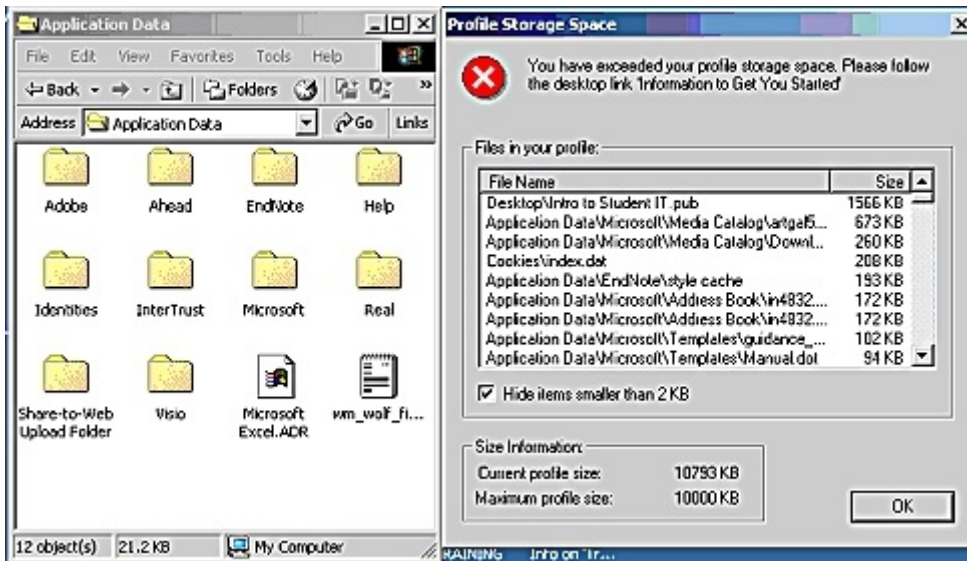 Application Data
File Edit View Favorites Tools Help
Back Folders »
Address Application Data Go Links
Adobe Ahead EndNote Help
Identities InterTrust Microsoft Real
Share-to-Web Upload Folder Visio Microsoft Excel.ADR wm_wolf_fi...
12 object(s) 21.2 KB My Computer
Profile Storage Space
You have exceeded your profile storage space. Please follow
the desktop link 'Information to Get You Started'
Files in your profile:
File Name Size
Desktop\Intro to Student IT.pub 1566 KB
Application Data\Microsoft\Media Catalog\artgal5... 673 KB
Application Data\Microsoft\Media Catalog\Downl... 260 KB
Cookies\index.dat 208 KB
Application Data\EndNote\style cache 193 KB
Application Data\Microsoft\Address Book\in4832.... 172 KB
Application Data\Microsoft\Address Book\in4832.... 172 KB
Application Data\Microsoft\Templates\guidance_... 102 KB
Application Data\Microsoft\Templates\Manual.dot 94 KB
Hide items smaller than 2 KB
Size Information:
Current profile size: 10793 KB
Maximum profile size: 10000 KB
OK
RAINING Info on 'Tr...